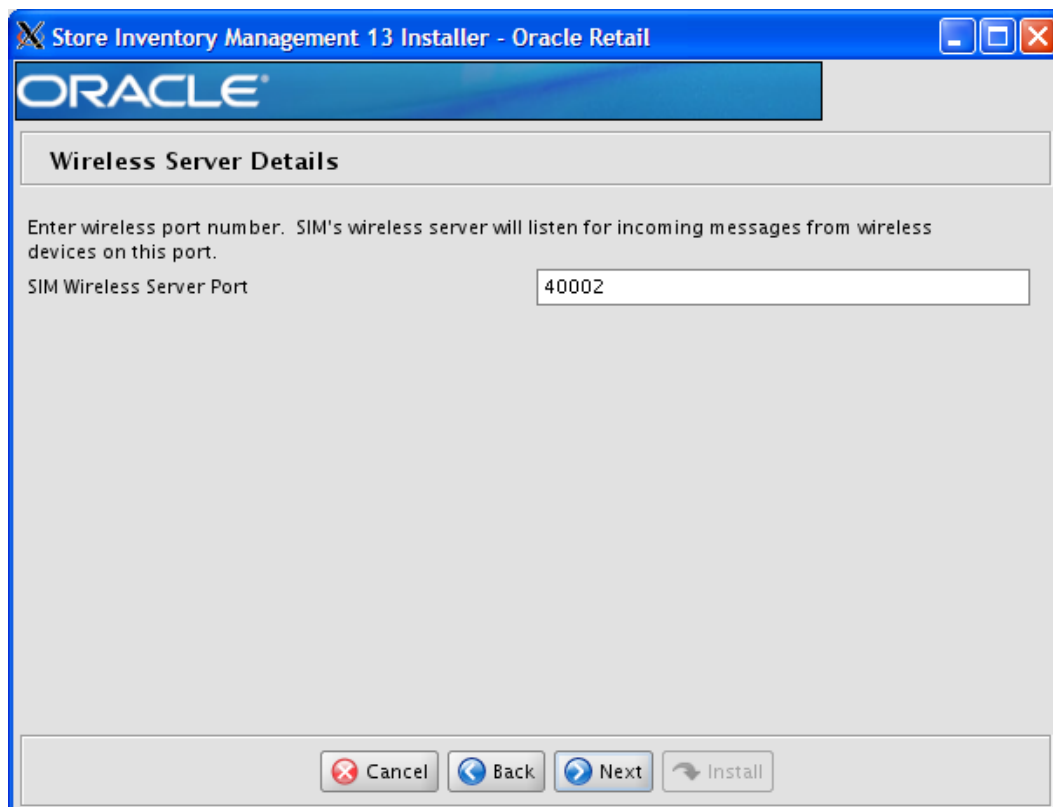 Store Inventory Management 13 Installer - Oracle Retail
ORACLE®
Wireless Server Details
Enter wireless port number. SIM's wireless server will listen for incoming messages from wireless
devices on this port.
SIM Wireless Server Port 40002
Cancel Back Next Install